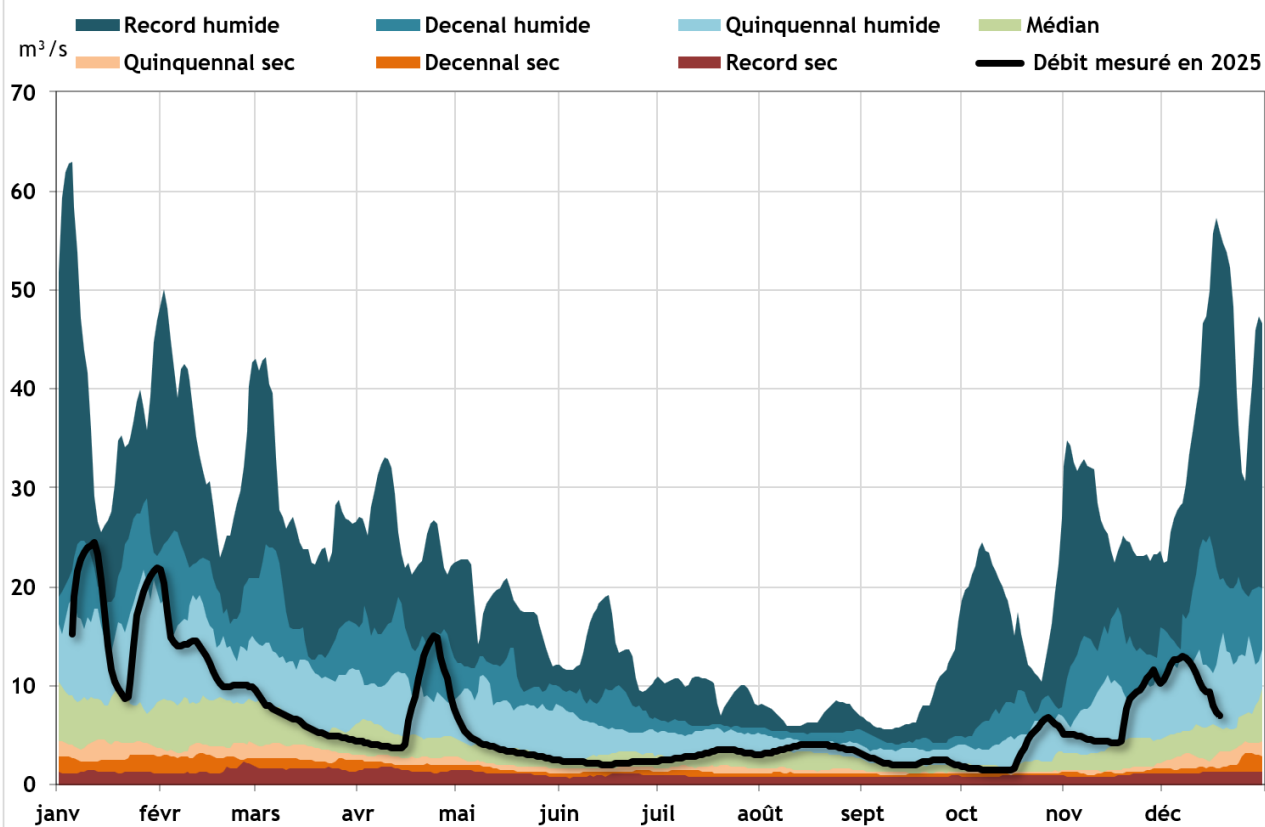 Record humide Decenal humide Quinquennal humide Médian
m³/s
Quinquennal sec Decennal sec Record sec Débit mesuré en 2025
70
60
50
40
30
20
10
0
janv févr mars avr mai juin juil août sept oct nov déc